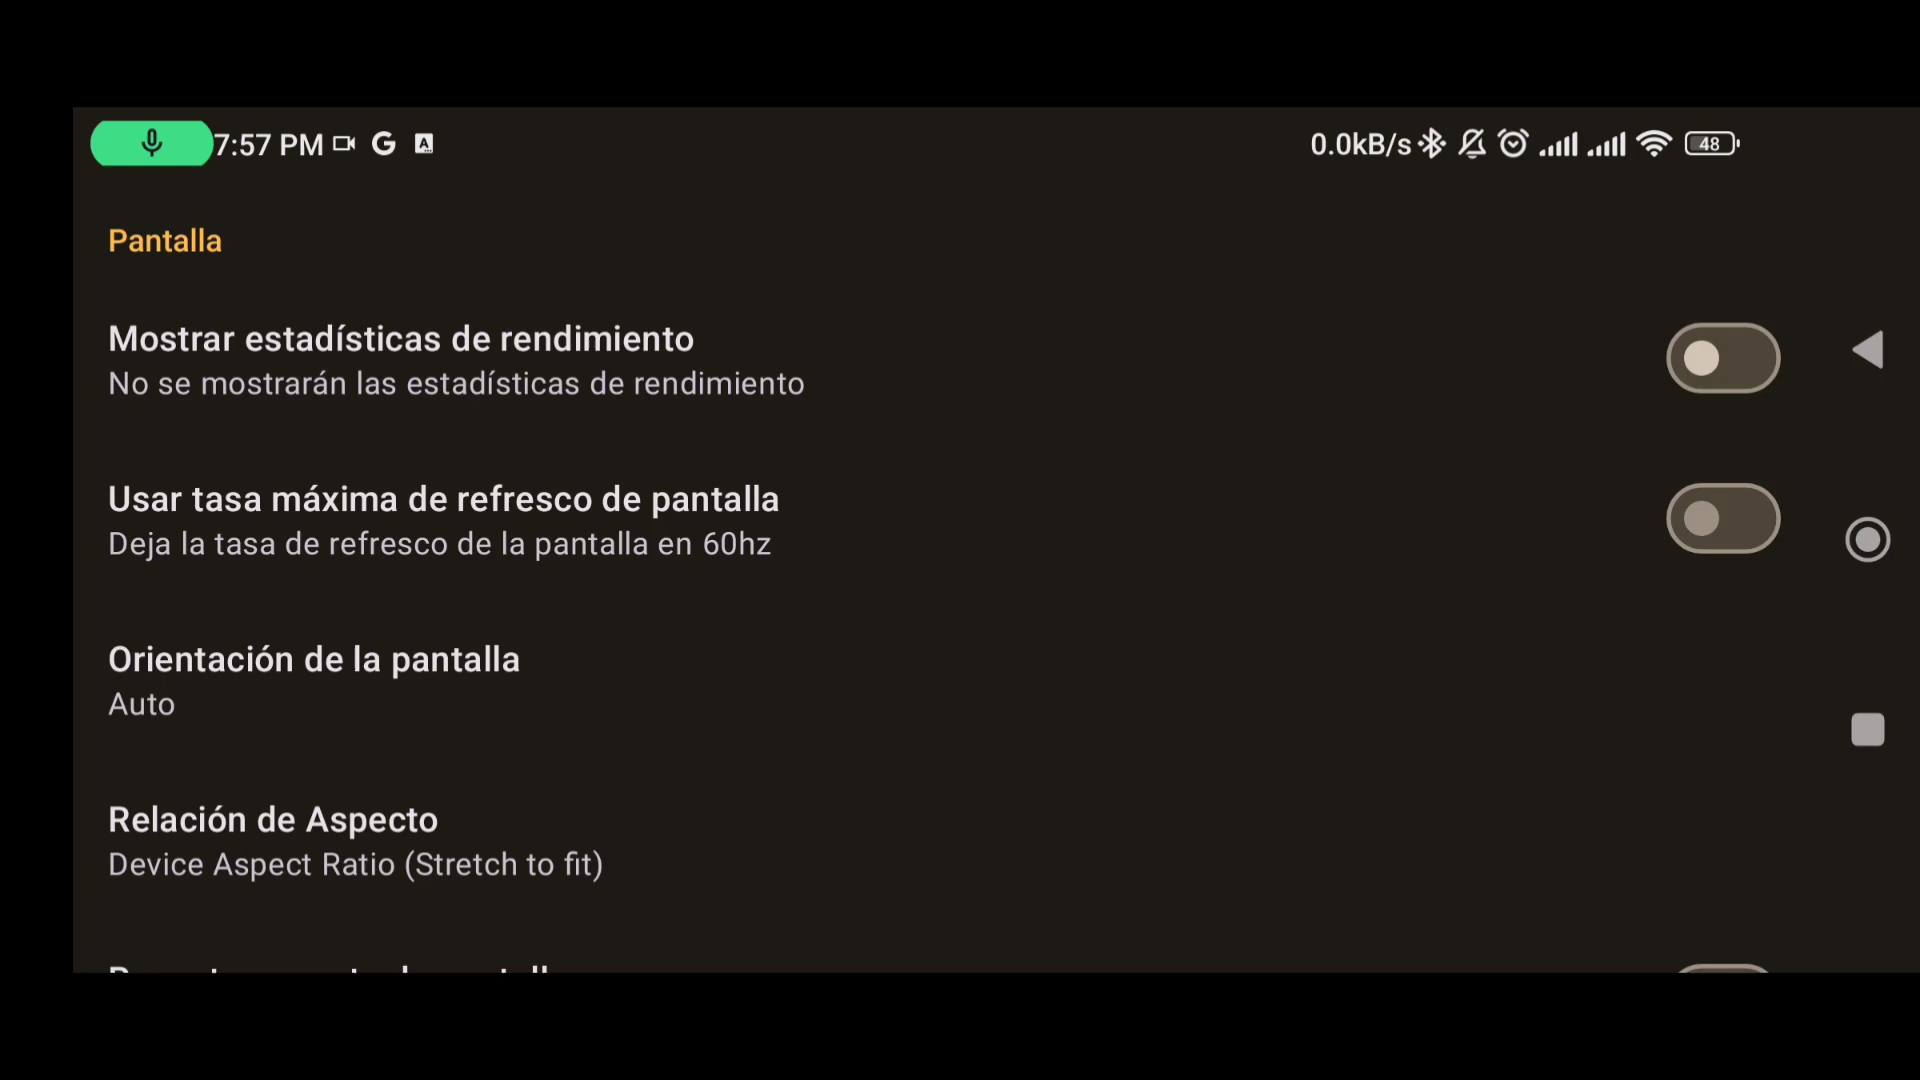 7:57 PM G A 0.0kB/s 48
Pantalla
Mostrar estadísticas de rendimiento
No se mostrarán las estadísticas de rendimiento
Usar tasa máxima de refresco de pantalla
Deja la tasa de refresco de la pantalla en 60hz
Orientación de la pantalla
Auto
Relación de Aspecto
Device Aspect Ratio (Stretch to fit)